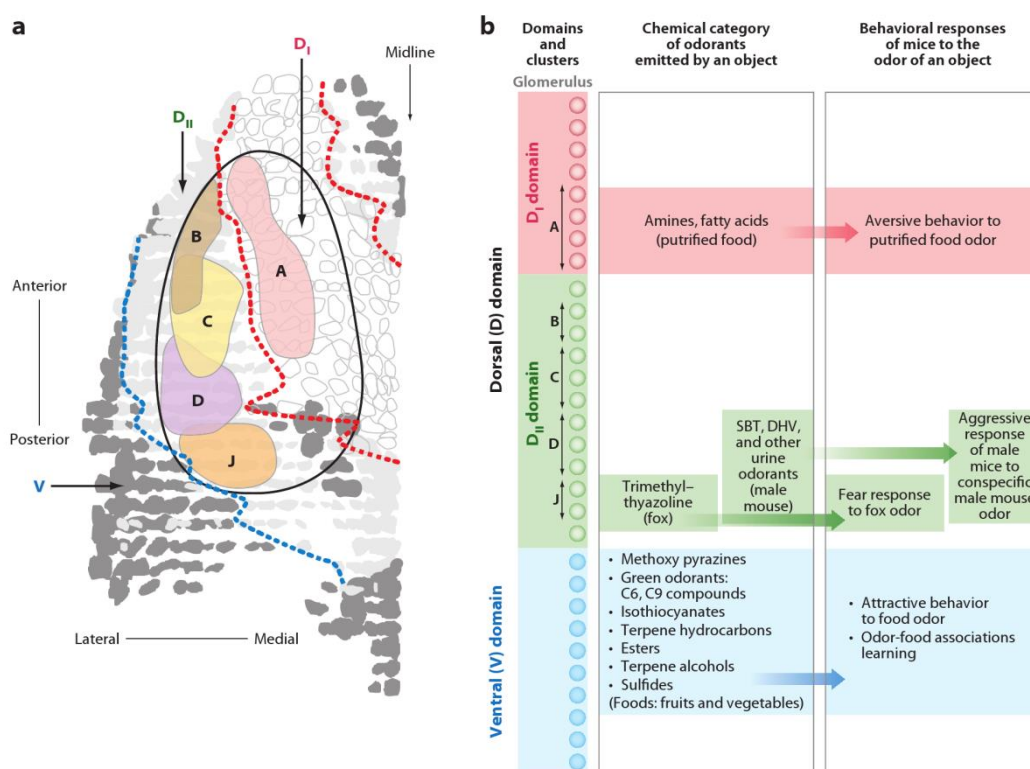 a
D_I
Midline
D_II
B
A
C
D
J
Anterior
Posterior
V
Lateral
Medial
b
Domains
and
clusters
Chemical category
of odorants
emitted by an object
Behavioral responses
of mice to the
odor of an object
Glomerulus
Dorsal (D) domain
D_I domain
A
Amines, fatty acids
(putrified food)
Aversive behavior to
putrified food odor
D_II domain
B
C
D
J
SBT, DHV,
and other
urine
odorants
(male
mouse)
Aggressive
response
of male
mice to
conspecific
male mouse
odor
Trimethyl–
thyazoline
(fox)
Fear response
to fox odor
Ventral (V) domain
• Methoxy pyrazines
• Green odorants:
C6, C9 compounds
• Isothiocyanates
• Terpene hydrocarbons
• Esters
• Terpene alcohols
• Sulfides
(Foods: fruits and vegetables)
• Attractive behavior
to food odor
• Odor-food associations
learning